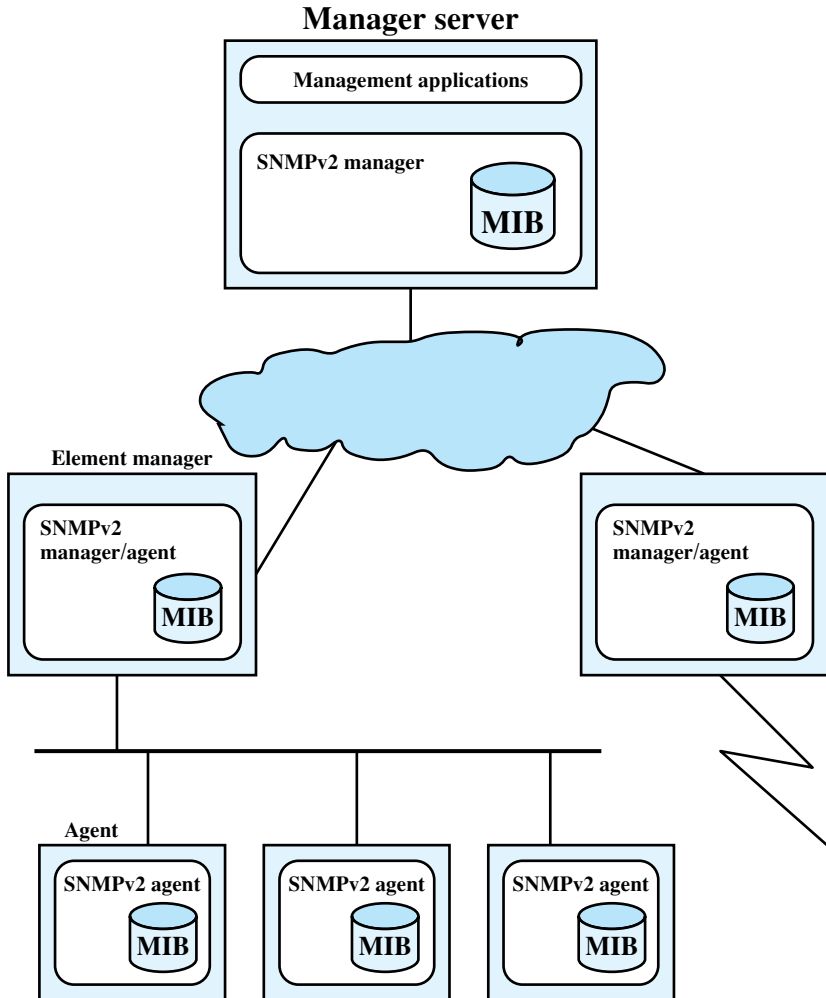 Manager server
Management applications
SNMPv2 manager
MIB
Element manager
SNMPv2
manager/agent
MIB
SNMPv2
manager/agent
MIB
Agent
SNMPv2 agent
MIB
SNMPv2 agent
MIB
SNMPv2 agent
MIB